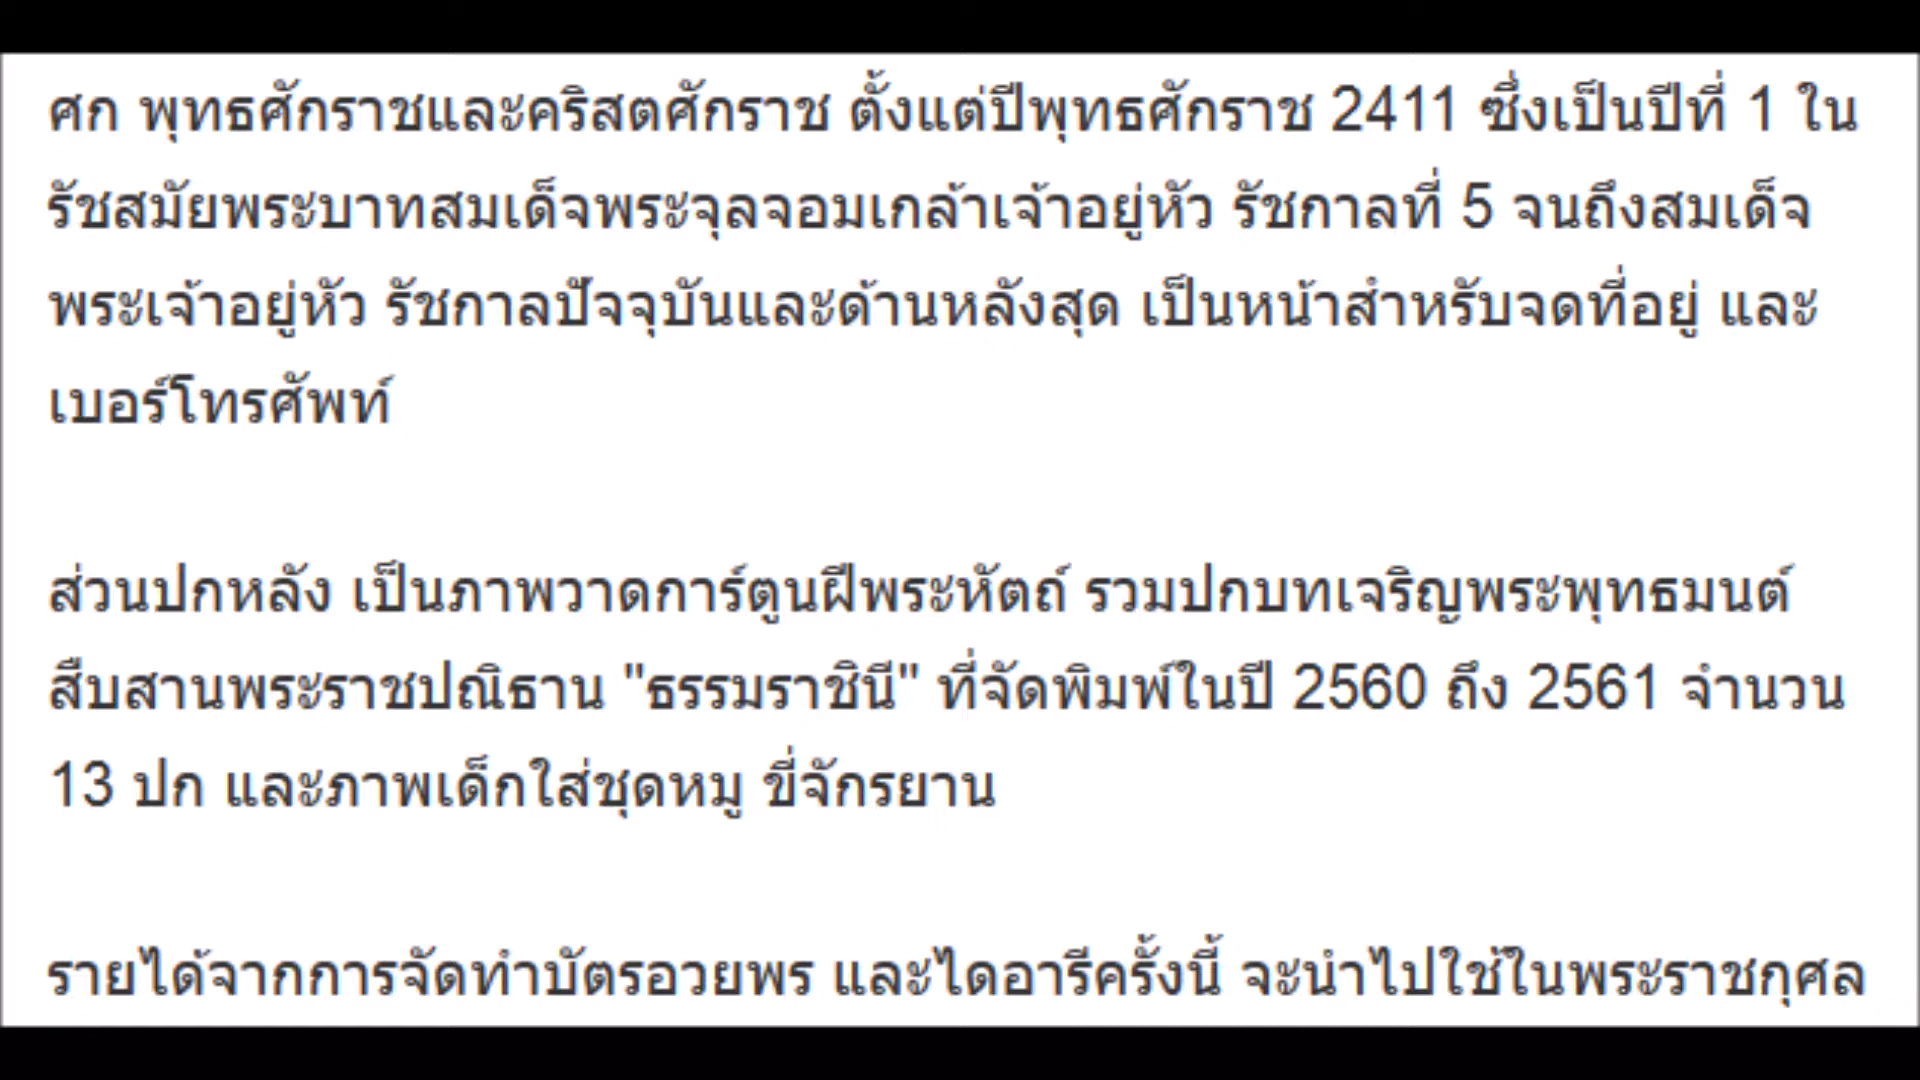 ศก พุทธศักราชและคริสตศักราช ตั้งแต่ปีพุทธศักราช 2411 ซึ่งเป็นปีที่ 1 ใน
รัชสมัยพระบาทสมเด็จพระจุลจอมเกล้าเจ้าอยู่หัว รัชกาลที่ 5 จนถึงสมเด็จ
พระเจ้าอยู่หัว รัชกาลปัจจุบันและด้านหลังสุด เป็นหน้าสำหรับจดที่อยู่ และ
เบอร์โทรศัพท์
ส่วนปกหลัง เป็นภาพวาดการ์ตูนฝีพระหัตถ์ รวมปกบทเจริญพระพุทธมนต์
สืบสานพระราชปณิธาน "ธรรมราชินี" ที่จัดพิมพ์ในปี 2560 ถึง 2561 จำนวน
13 ปก และภาพเด็กใส่ชุดหมู ขี่จักรยาน
รายได้จากการจัดทำบัตรอวยพร และไดอารีครั้งนี้ จะนำไปใช้ในพระราชกุศล